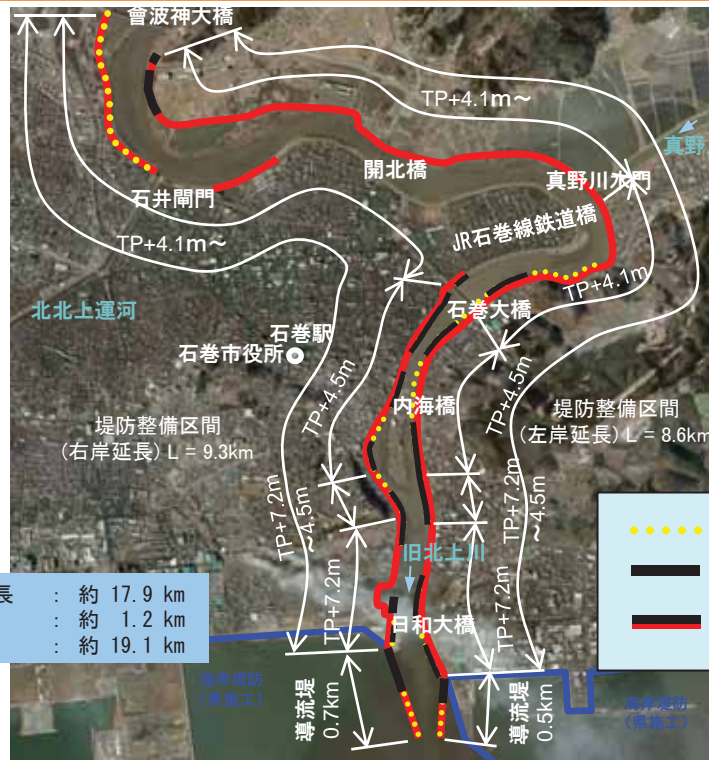 會波神大橋
TP+4.1m~
真野
開北橋
真野川水門
石井閘門
JR石巻線鉄道橋
TP+4.1m~
TP+4.1m
北北上運河
石巻大橋
石巻駅
石巻市役所
TP+4.5m
内海橋
TP+4.5m
堤防整備区間
(右岸延長) L = 9.3km
堤防整備区間
(左岸延長) L = 8.6km
TP+7.2m
~4.5m
TP+7.2m
~4.5m
旧北上川
TP+7.2m
TP+7.2m
長 : 約 17.9 km
: 約 1.2 km
: 約 19.1 km
日和大橋
海岸堤防
(県施工)
導流堤
0.7km
導流堤
0.5km
海岸堤防
(県施工)